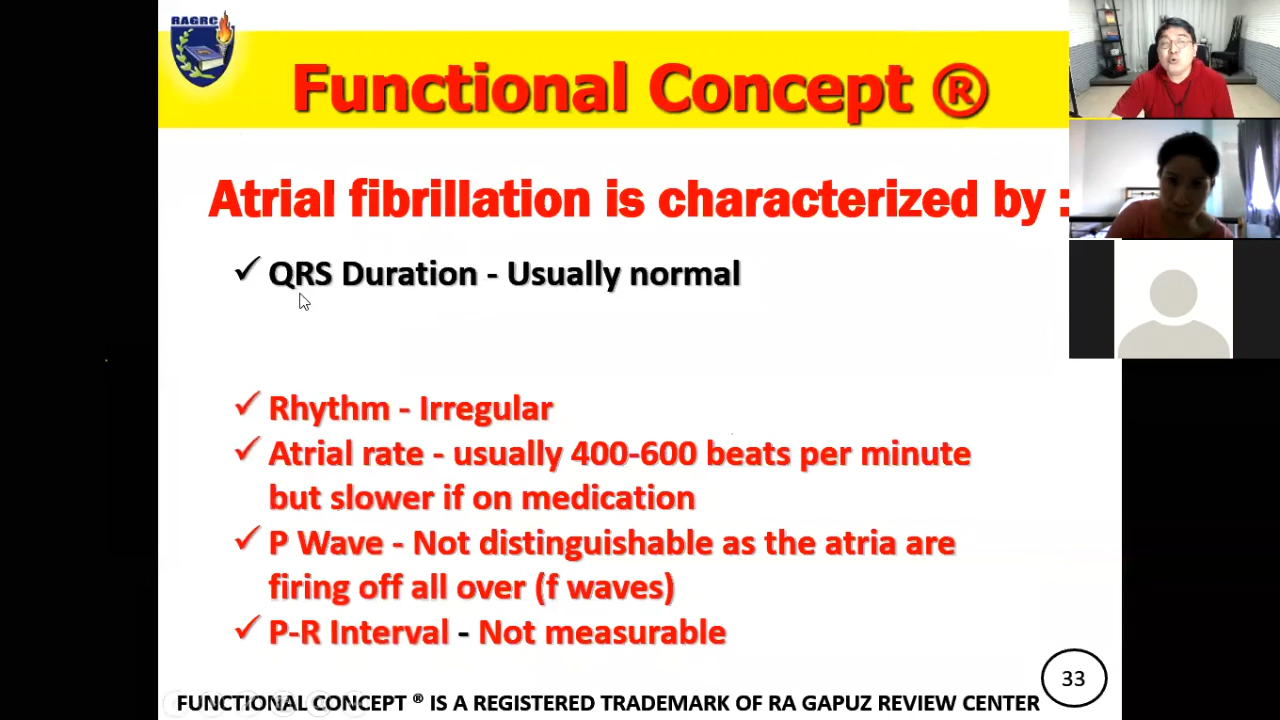 RAGRC
Functional Concept ®
Atrial fibrillation is characterized by :
✓ QRS Duration - Usually normal
✓ Rhythm - Irregular
✓ Atrial rate - usually 400-600 beats per minute
but slower if on medication
✓ P Wave - Not distinguishable as the atria are
firing off all over (f waves)
✓ P-R Interval - Not measurable
33
FUNCTIONAL CONCEPT ® IS A REGISTERED TRADEMARK OF RA GAPUZ REVIEW CENTER